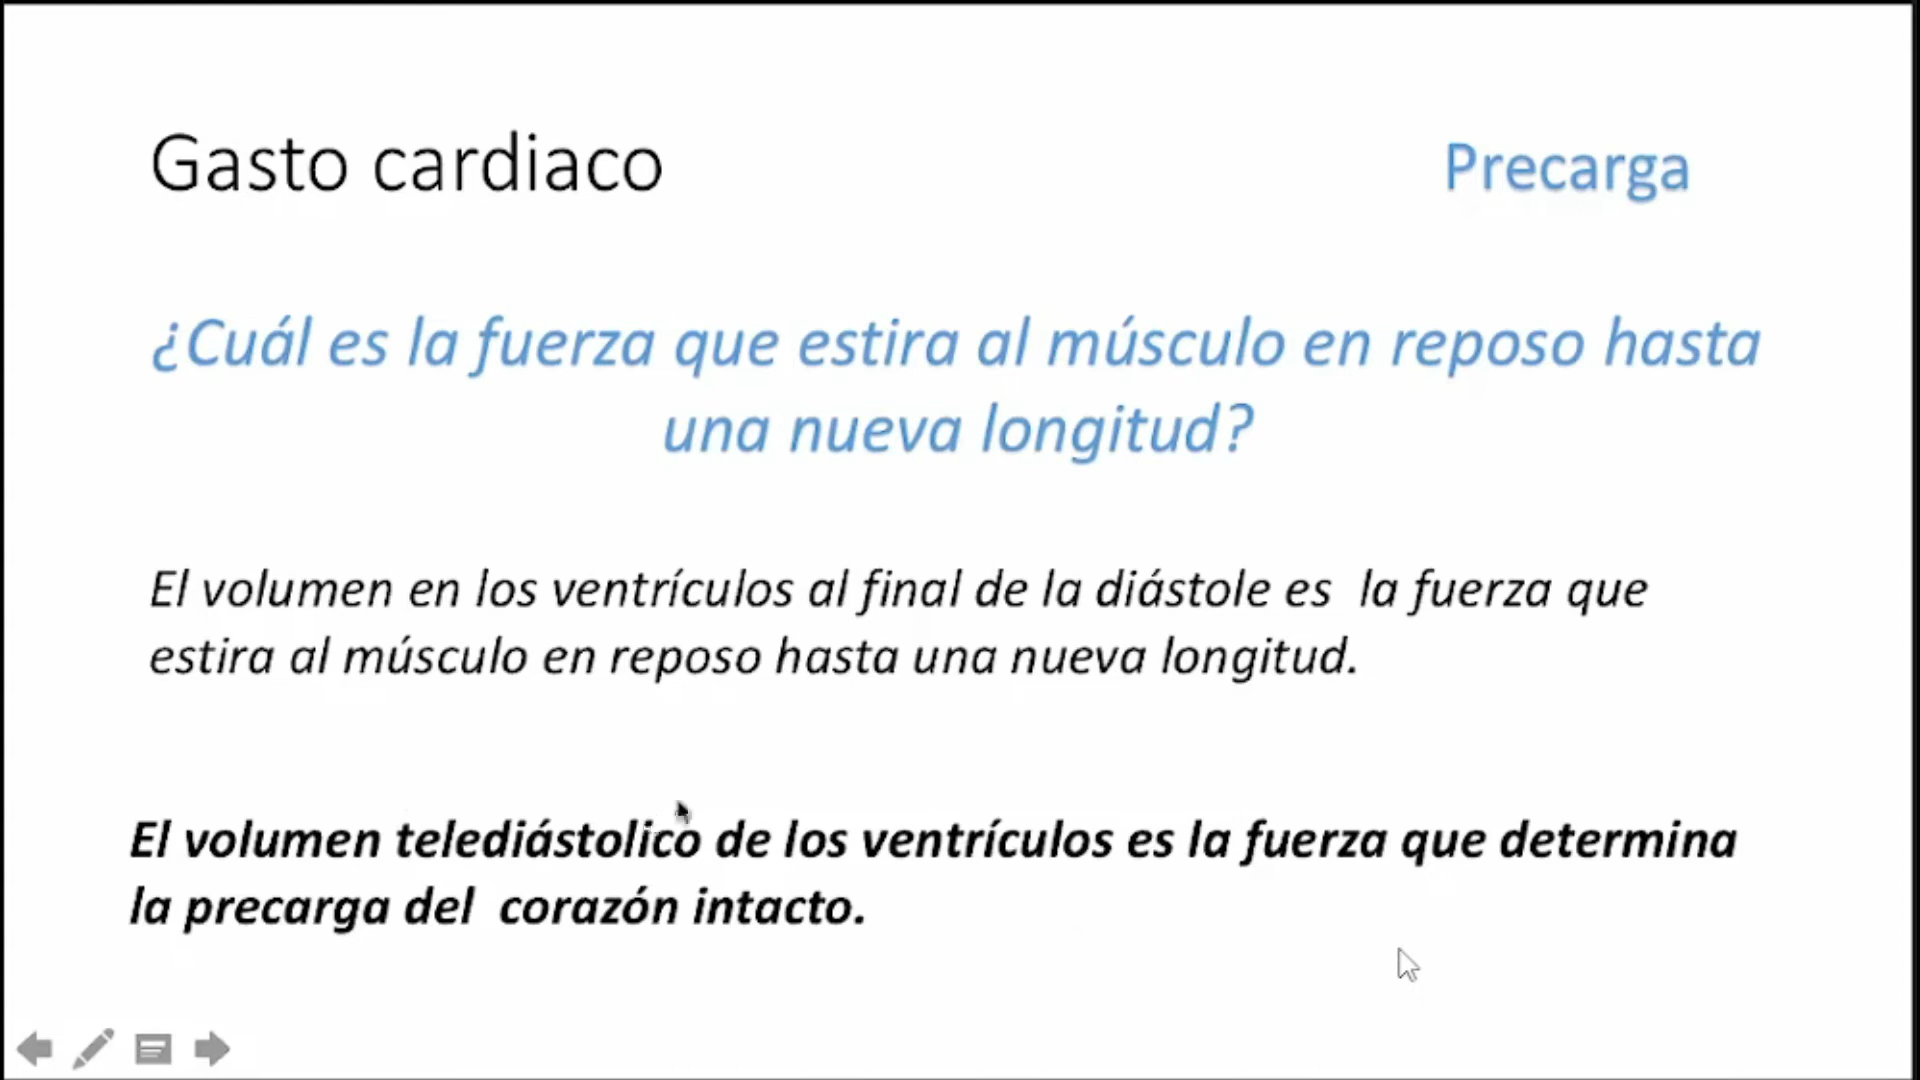 Gasto cardiaco
Precarga
¿Cuál es la fuerza que estira al músculo en reposo hasta
una nueva longitud?
El volumen en los ventrículos al final de la diástole es la fuerza que
estira al músculo en reposo hasta una nueva longitud.
El volumen telediástolico de los ventrículos es la fuerza que determina
la precarga del corazón intacto.